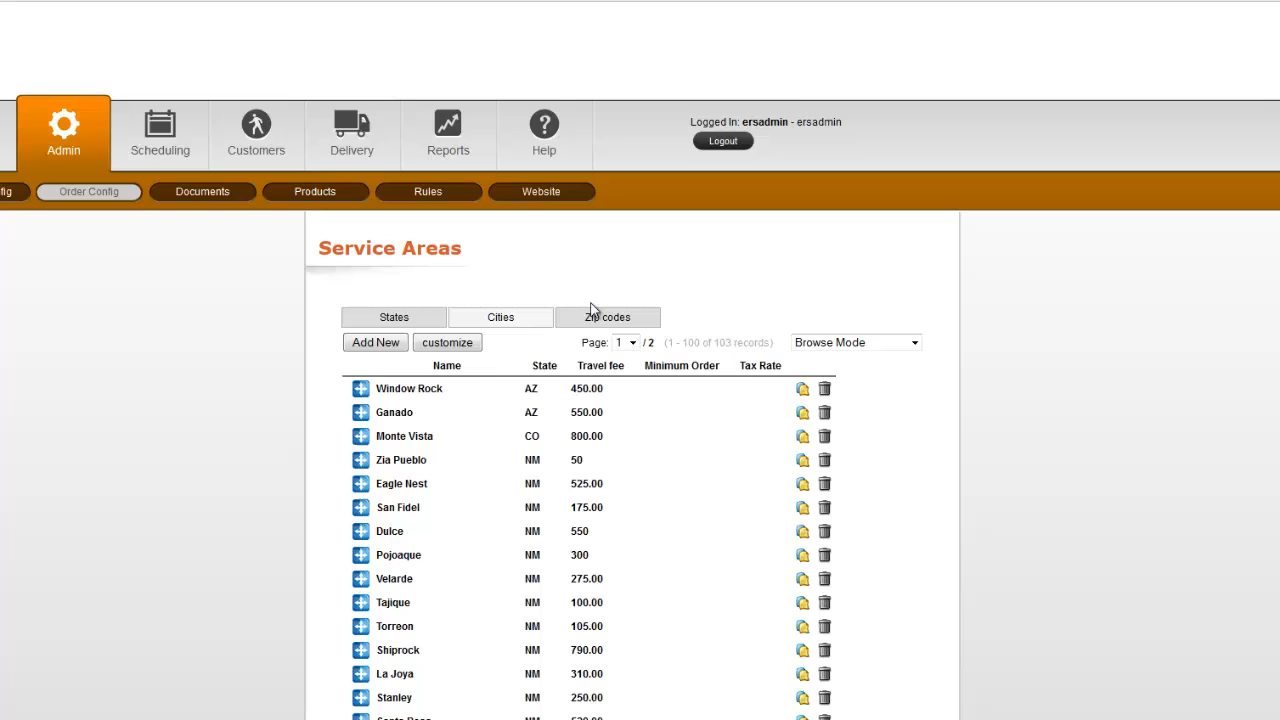 Logged In: ersadmin - ersadmin
Logout
Admin Scheduling Customers Delivery Reports Help
fig Order Config Documents Products Rules Website
Service Areas
States Cities Zip codes
Add New customize Page: 1 / 2 (1 - 100 of 103 records) Browse Mode
Name State Travel fee Minimum Order Tax Rate
Window Rock AZ 450.00
Ganado AZ 550.00
Monte Vista CO 800.00
Zia Pueblo NM 50
Eagle Nest NM 525.00
San Fidel NM 175.00
Dulce NM 550
Pojoaque NM 300
Velarde NM 275.00
Tajique NM 100.00
Torreon NM 105.00
Shiprock NM 790.00
La Joya NM 310.00
Stanley NM 250.00